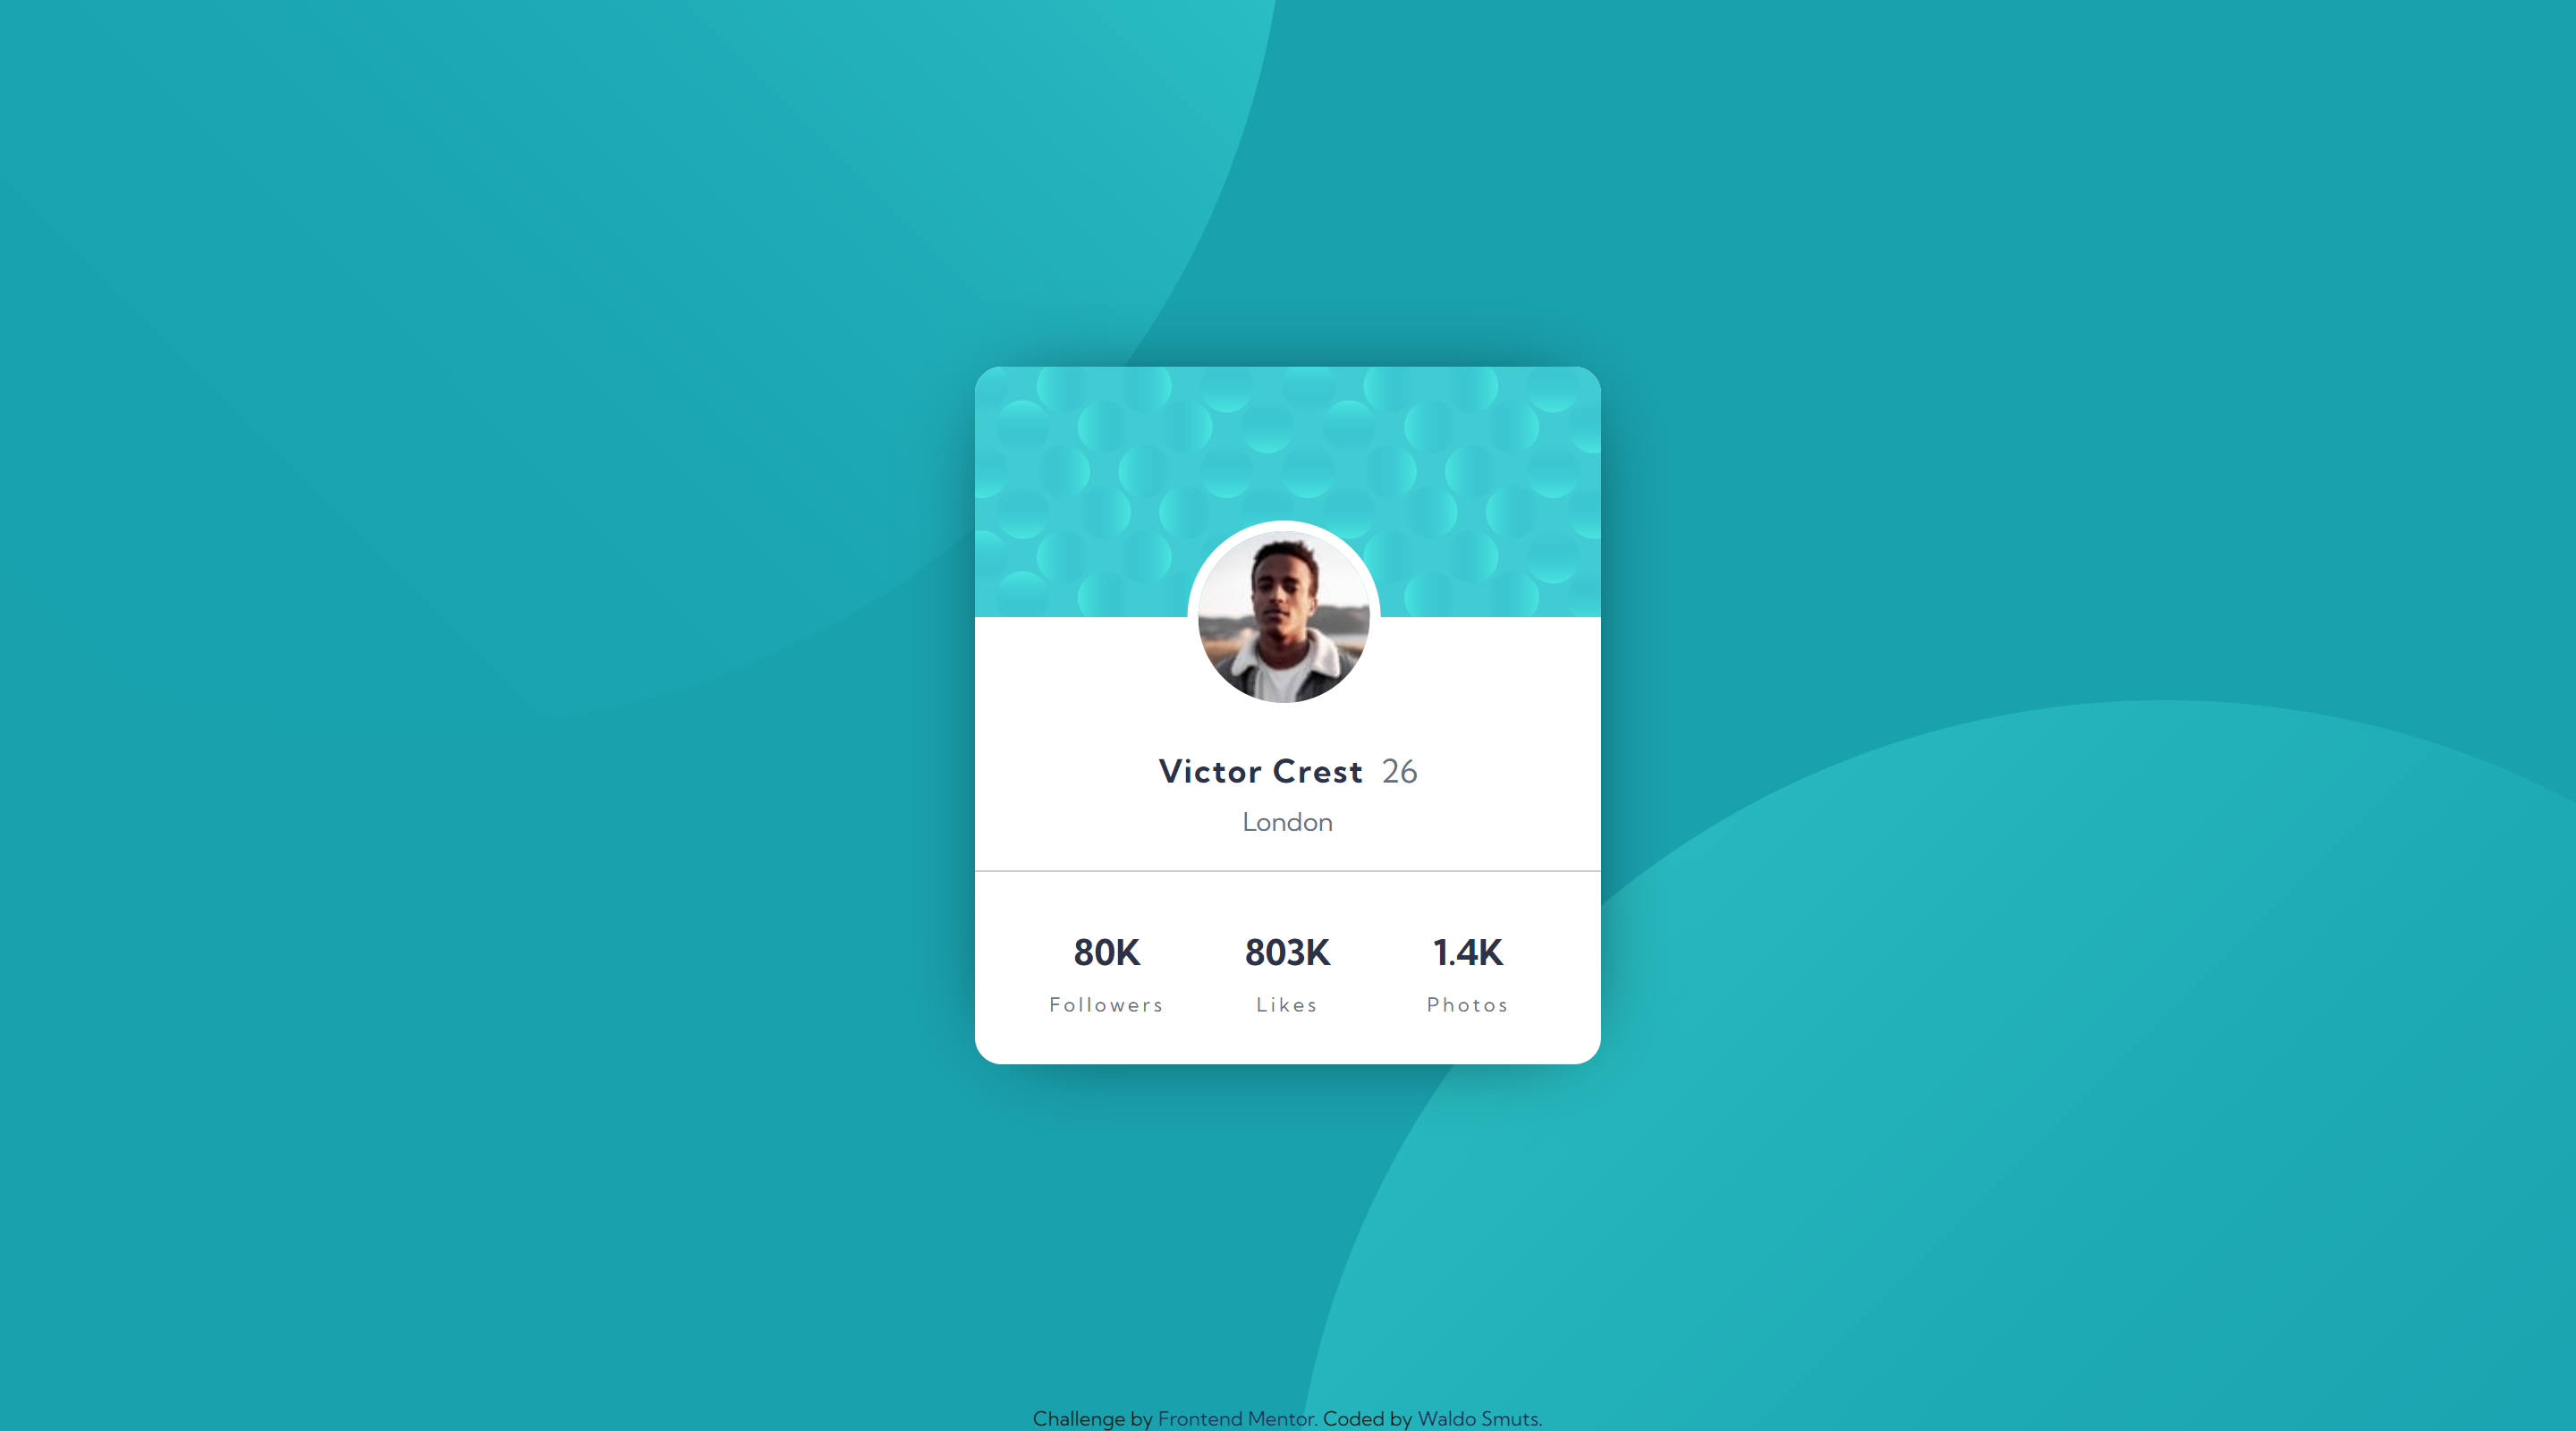 Victor Crest 26
London
80K 803K 1.4K
Followers Likes Photos
Challenge by Frontend Mentor. Coded by Waldo Smuts.